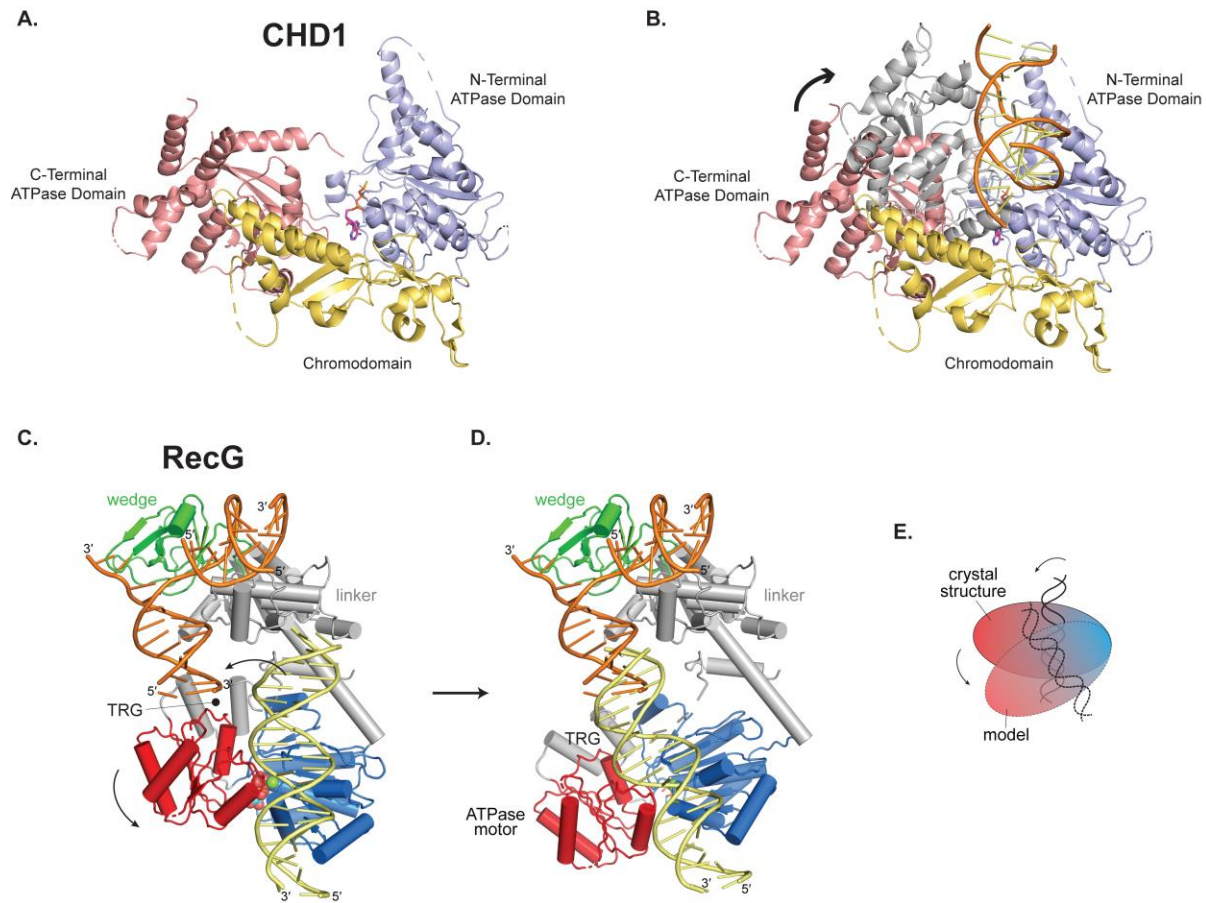 A.
CHD1
N-Terminal
ATPase Domain
C-Terminal
ATPase Domain
Chromodomain
B.
N-Terminal
ATPase Domain
C-Terminal
ATPase Domain
Chromodomain
C.
RecG
wedge
3'
5'
3'
5'
linker
5'
3'
TRG
3'
5'
D.
wedge
3'
5'
3'
5'
linker
TRG
ATPase
motor
3'
5'
E.
crystal
structure
model